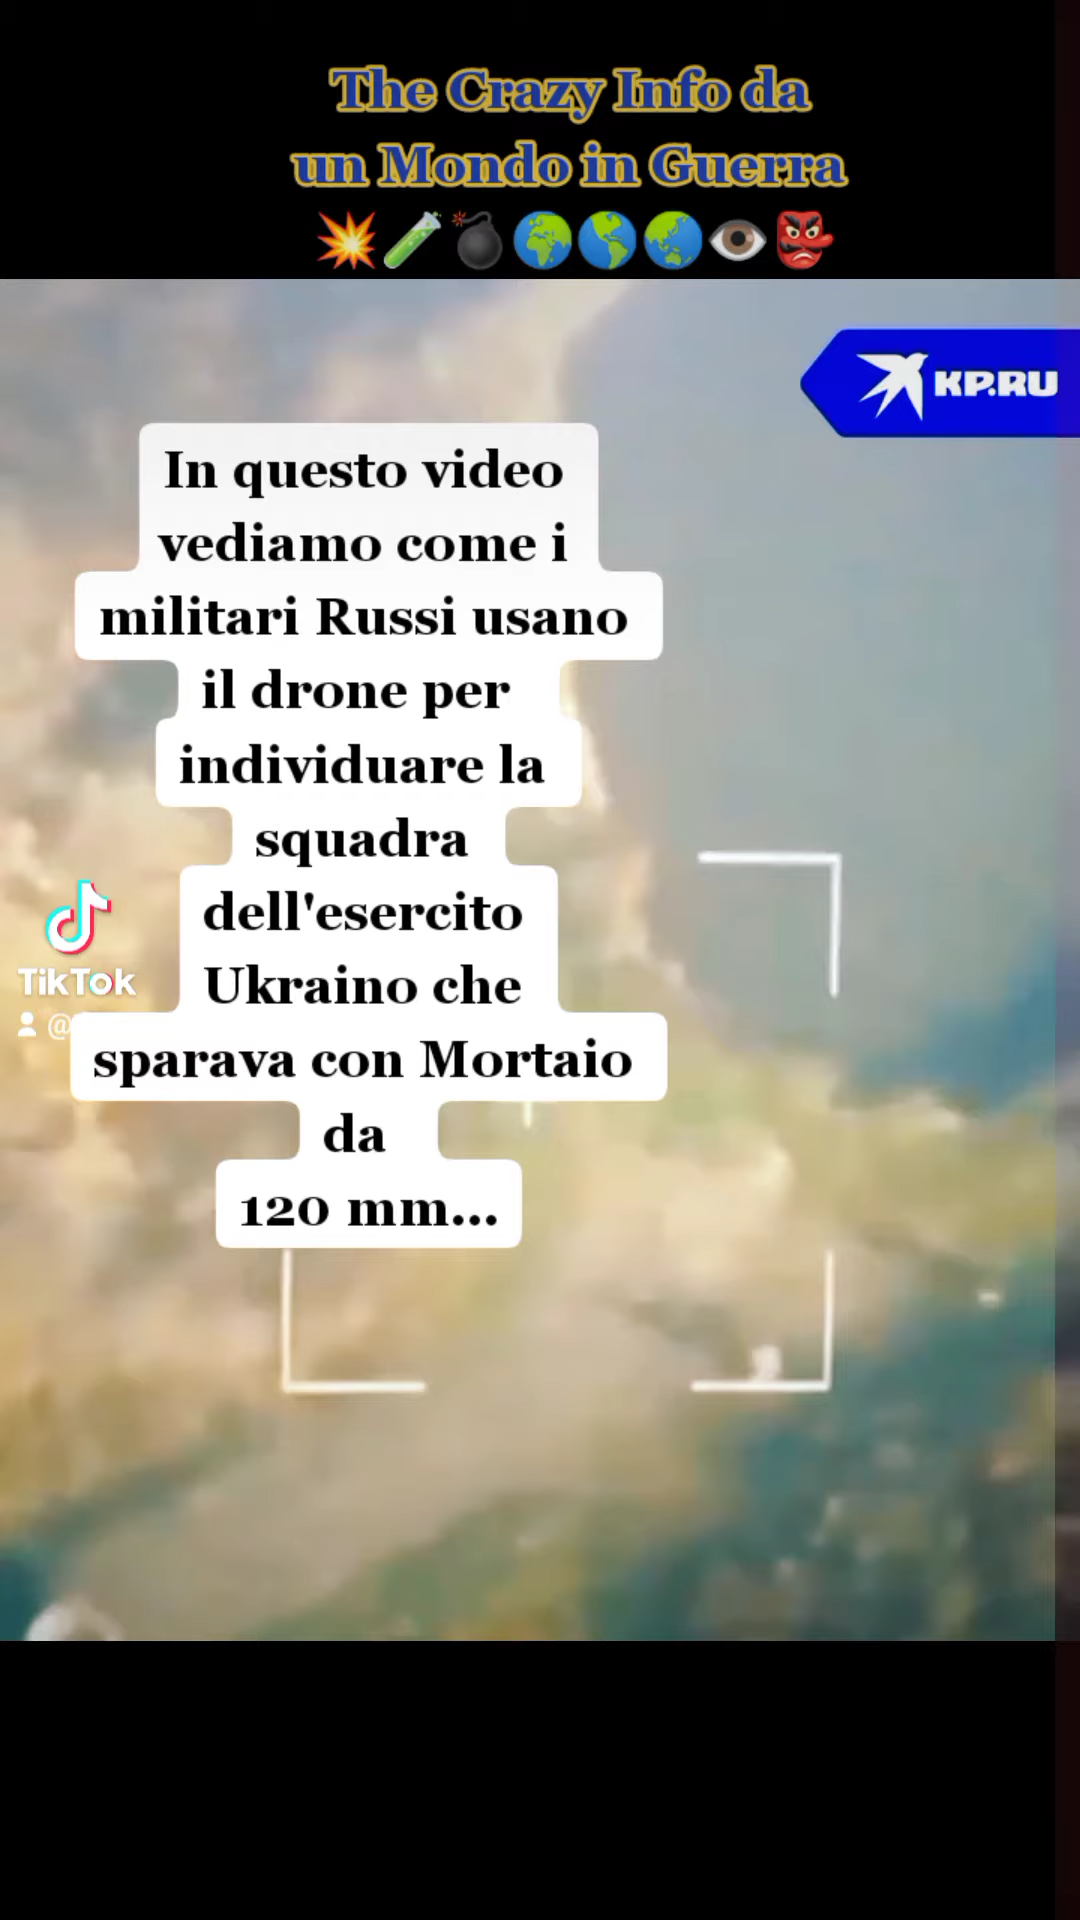 The Crazy Info da
un Mondo in Guerra
KP.RU
In questo video
vediamo come i
militari Russi usano
il drone per
individuare la
squadra
dell'esercito
Ukraino che
sparava con Mortaio
da
120 mm...
TikTok
@